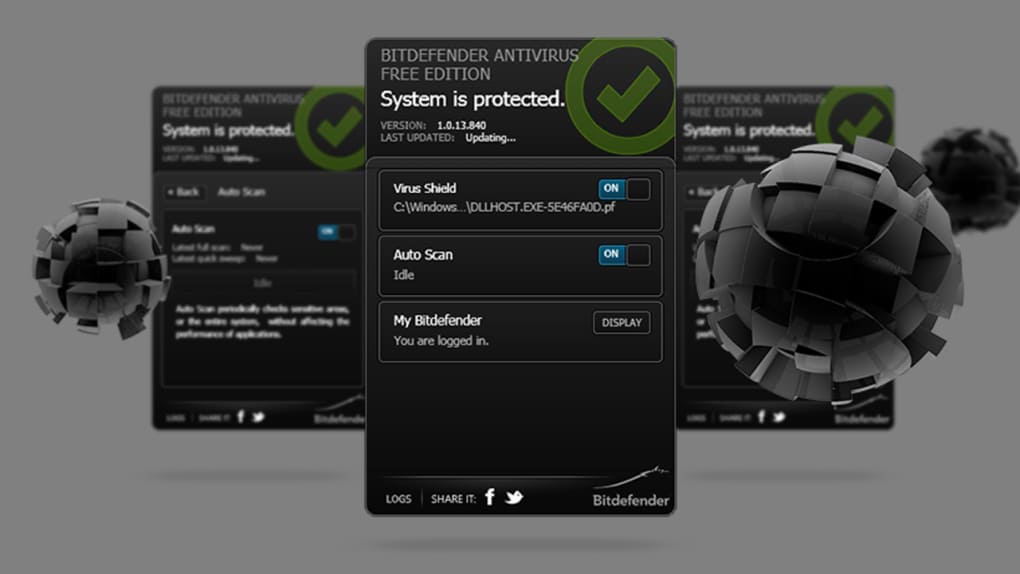 BITDEFENDER ANTIVIRUS
FREE EDITION
System is protected.
VERSION: 1.0.13.840
LAST UPDATED: Updating...
Virus Shield
ON
C:\Windows...\DLLHOST.EXE-5E46FA0D.pf
Auto Scan
ON
Idle
My Bitdefender
DISPLAY
You are logged in.
LOGS
SHARE IT:
Bitdefender
BITDEFENDER ANTIVIRUS
FREE EDITION
System is protected.
VERSION: 1.0.13.840
LAST UPDATED: Updating...
Back
Auto Scan
Auto Scan
ON
Latest full scan: Never
Latest quick sweep: Never
Idle
Auto Scan periodically checks sensitive areas,
or the entire system, without affecting the
performance of applications.
LOGS
SHARE IT:
Bitdefender
BITDEFENDER ANTIVIRUS
FREE EDITION
System is protected.
VERSION: 1.0.13.840
LAST UPDATED: Updating...
LOGS
SHARE IT:
Bitdefender